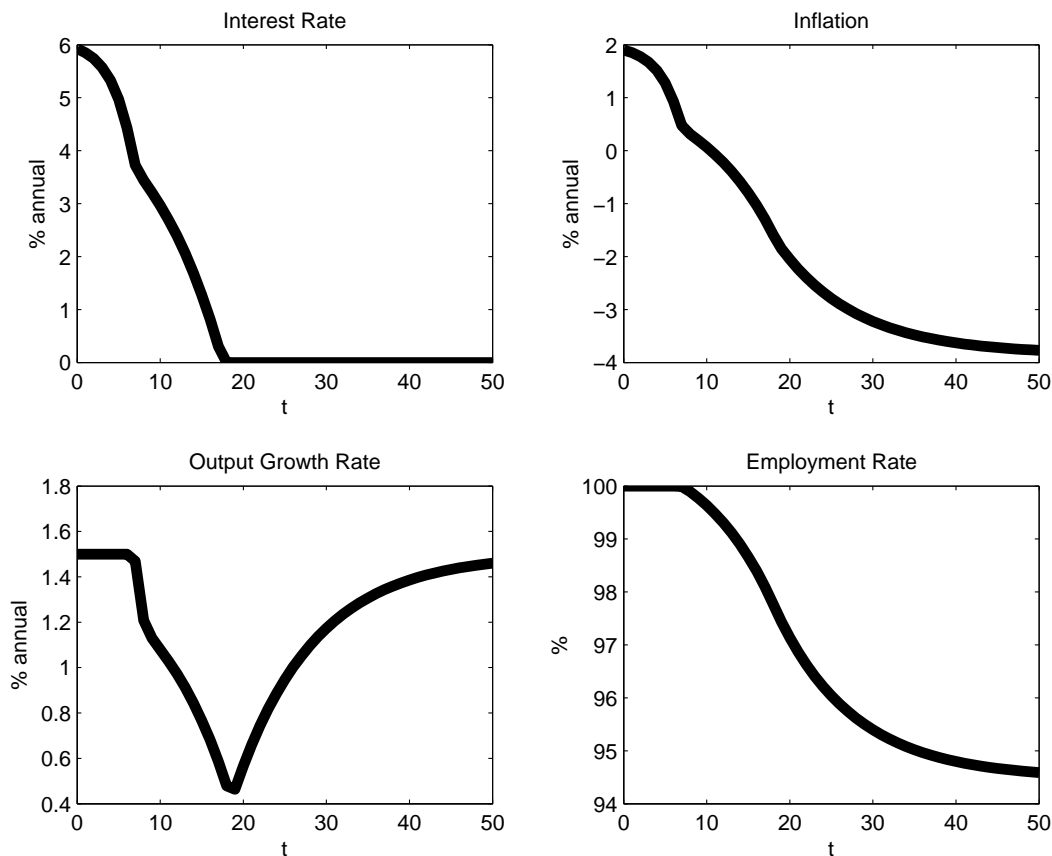 Interest Rate
6
5
4
3
2
1
0
% annual
0 10 20 30 40 50
t
Inflation
2
1
0
−1
−2
−3
−4
% annual
0 10 20 30 40 50
t
Output Growth Rate
1.8
1.6
1.4
1.2
1
0.8
0.6
0.4
% annual
0 10 20 30 40 50
t
Employment Rate
100
99
98
97
96
95
94
%
0 10 20 30 40 50
t